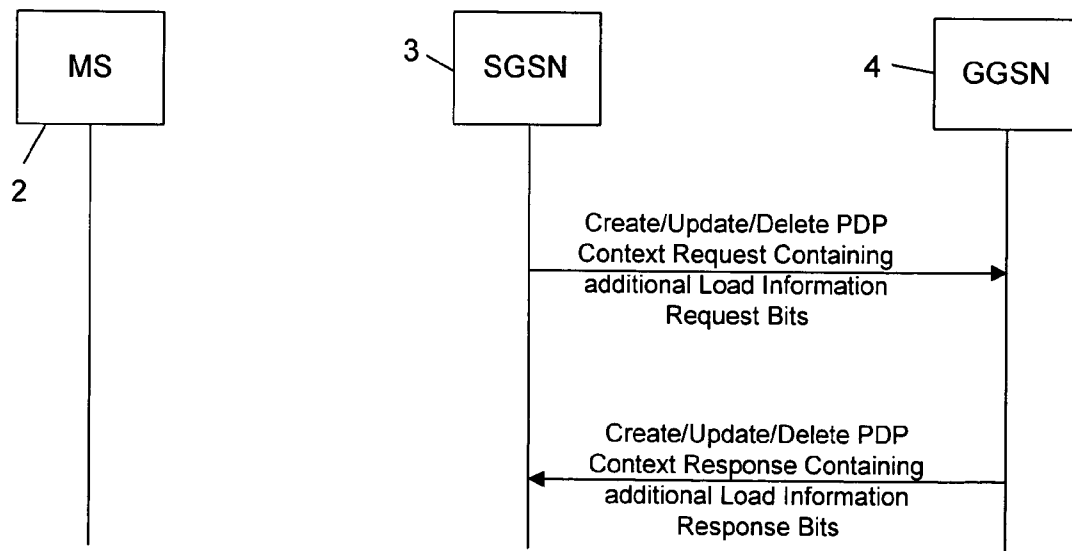 MS
3
SGSN
4
GGSN
2
Create/Update/Delete PDP
Context Request Containing
additional Load Information
Request Bits
Create/Update/Delete PDP
Context Response Containing
additional Load Information
Response Bits